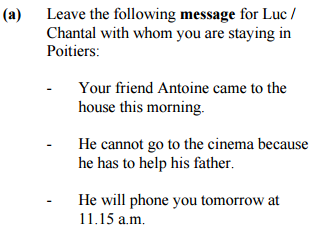 (a) Leave the following message for Luc /
Chantal with whom you are staying in
Poitiers:
- Your friend Antoine came to the
house this morning.
- He cannot go to the cinema because
he has to help his father.
- He will phone you tomorrow at
11.15 a.m.